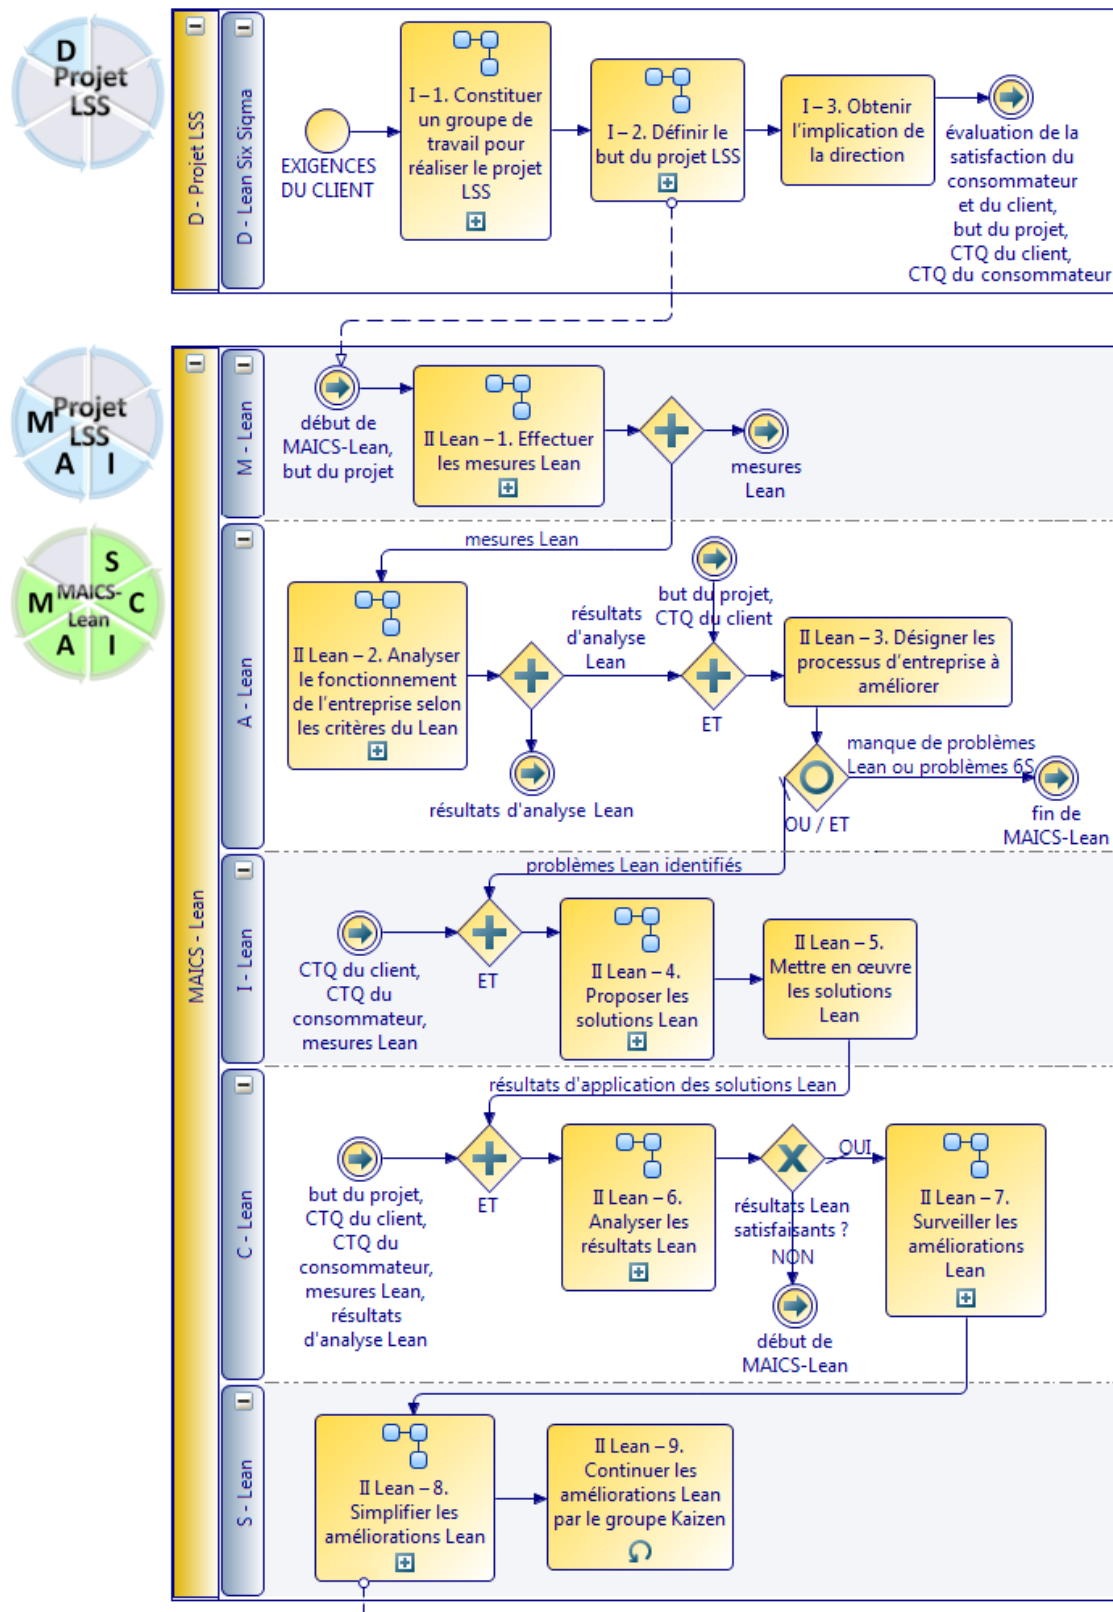 D
Projet
LSS
D - Projet LSS
D - Lean Six Sigma
EXIGENCES
DU CLIENT
I – 1. Constituer
un groupe de
travail pour
réaliser le projet
LSS
I – 2. Définir le
but du projet LSS
I – 3. Obtenir
l'implication de
la direction
évaluation de la
satisfaction du
consommateur
et du client,
but du projet,
CTQ du client,
CTQ du consommateur
M
Projet
LSS
A I
S
M MAICS- C
Lean
A I
MAICS - Lean
M - Lean
début de
MAICS-Lean,
but du projet
II Lean – 1. Effectuer
les mesures Lean
mesures
Lean
A - Lean
mesures Lean
II Lean – 2. Analyser
le fonctionnement
de l'entreprise selon
les critères du Lean
résultats
d'analyse
Lean
résultats d'analyse Lean
but du projet,
CTQ du client
ET
II Lean – 3. Désigner les
processus d'entreprise à
améliorer
manque de problèmes
Lean ou problèmes 6S
OU / ET
fin de
MAICS-Lean
I - Lean
problèmes Lean identifiés
CTQ du client,
CTQ du
consommateur,
mesures Lean
ET
II Lean – 4.
Proposer les
solutions Lean
II Lean – 5.
Mettre en œuvre
les solutions
Lean
C - Lean
résultats d'application des solutions Lean
but du projet,
CTQ du client,
CTQ du
consommateur,
mesures Lean,
résultats
d'analyse Lean
ET
II Lean – 6.
Analyser les
résultats Lean
OUI
résultats Lean
satisfaisants ?
NON
début de
MAICS-Lean
II Lean – 7.
Surveiller les
améliorations
Lean
S - Lean
II Lean – 8.
Simplifier les
améliorations Lean
II Lean – 9.
Continuer les
améliorations Lean
par le groupe Kaizen